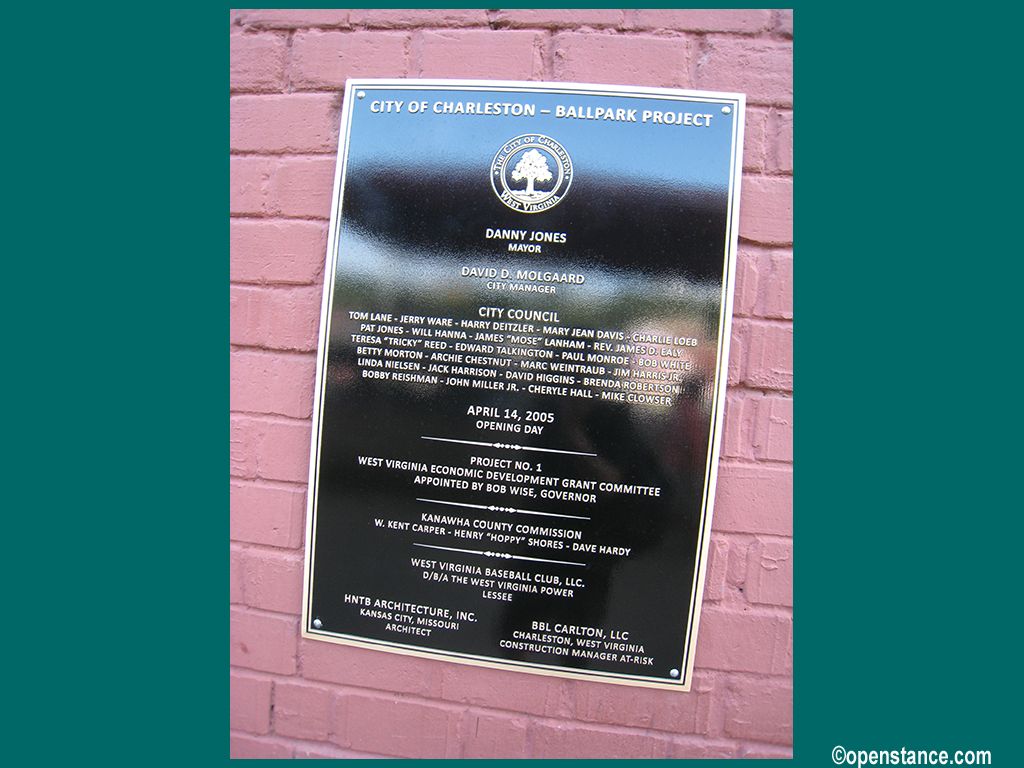 CITY OF CHARLESTON – BALLPARK PROJECT
THE CITY OF CHARLESTON
WEST VIRGINIA
DANNY JONES
MAYOR
DAVID D. MOLGAARD
CITY MANAGER
CITY COUNCIL
TOM LANE - JERRY WARE - HARRY DEITZLER - MARY JEAN DAVIS - CHARLIE LOEB
PAT JONES - WILL HANNA - JAMES "MOSE" LANHAM - REV. JAMES D. EALY
TERESA "TRICKY" REED - EDWARD TALKINGTON - PAUL MONROE - BOB WHITE
BETTY MORTON - ARCHIE CHESTNUT - MARC WEINTRAUB - JIM HARRIS JR.
LINDA NIELSEN - JACK HARRISON - DAVID HIGGINS - BRENDA ROBERTSON
BOBBY REISHMAN - JOHN MILLER JR. - CHERYLE HALL - MIKE CLOWSER
APRIL 14, 2005
OPENING DAY
PROJECT NO. 1
WEST VIRGINIA ECONOMIC DEVELOPMENT GRANT COMMITTEE
APPOINTED BY BOB WISE, GOVERNOR
KANAWHA COUNTY COMMISSION
W. KENT CARPER - HENRY "HOPPY" SHORES - DAVE HARDY
WEST VIRGINIA BASEBALL CLUB, LLC.
D/B/A THE WEST VIRGINIA POWER
LESSEE
HNTB ARCHITECTURE, INC.
KANSAS CITY, MISSOURI
ARCHITECT
BBL CARLTON, LLC
CHARLESTON, WEST VIRGINIA
CONSTRUCTION MANAGER AT-RISK
©openstance.com